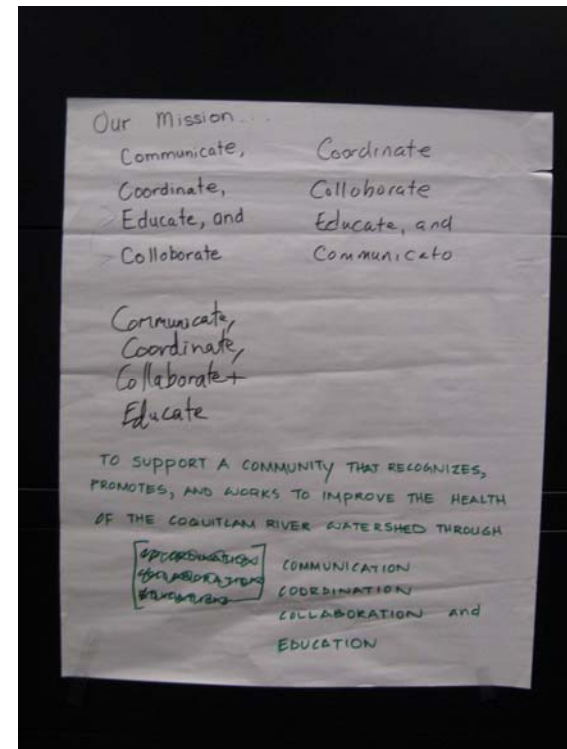 Our Mission...
Communicate,
Coordinate,
Educate, and
Colloborate
Coordinate
Colloborate
Educate, and
Communicate
Communicate,
Coordinate,
Collaborate +
Educate
TO SUPPORT A COMMUNITY THAT RECOGNIZES,
PROMOTES, AND WORKS TO IMPROVE THE HEALTH
OF THE COQUITLAM RIVER WATERSHED THROUGH
COMMUNICATION
COORDINATION
COLLABORATION and
EDUCATION